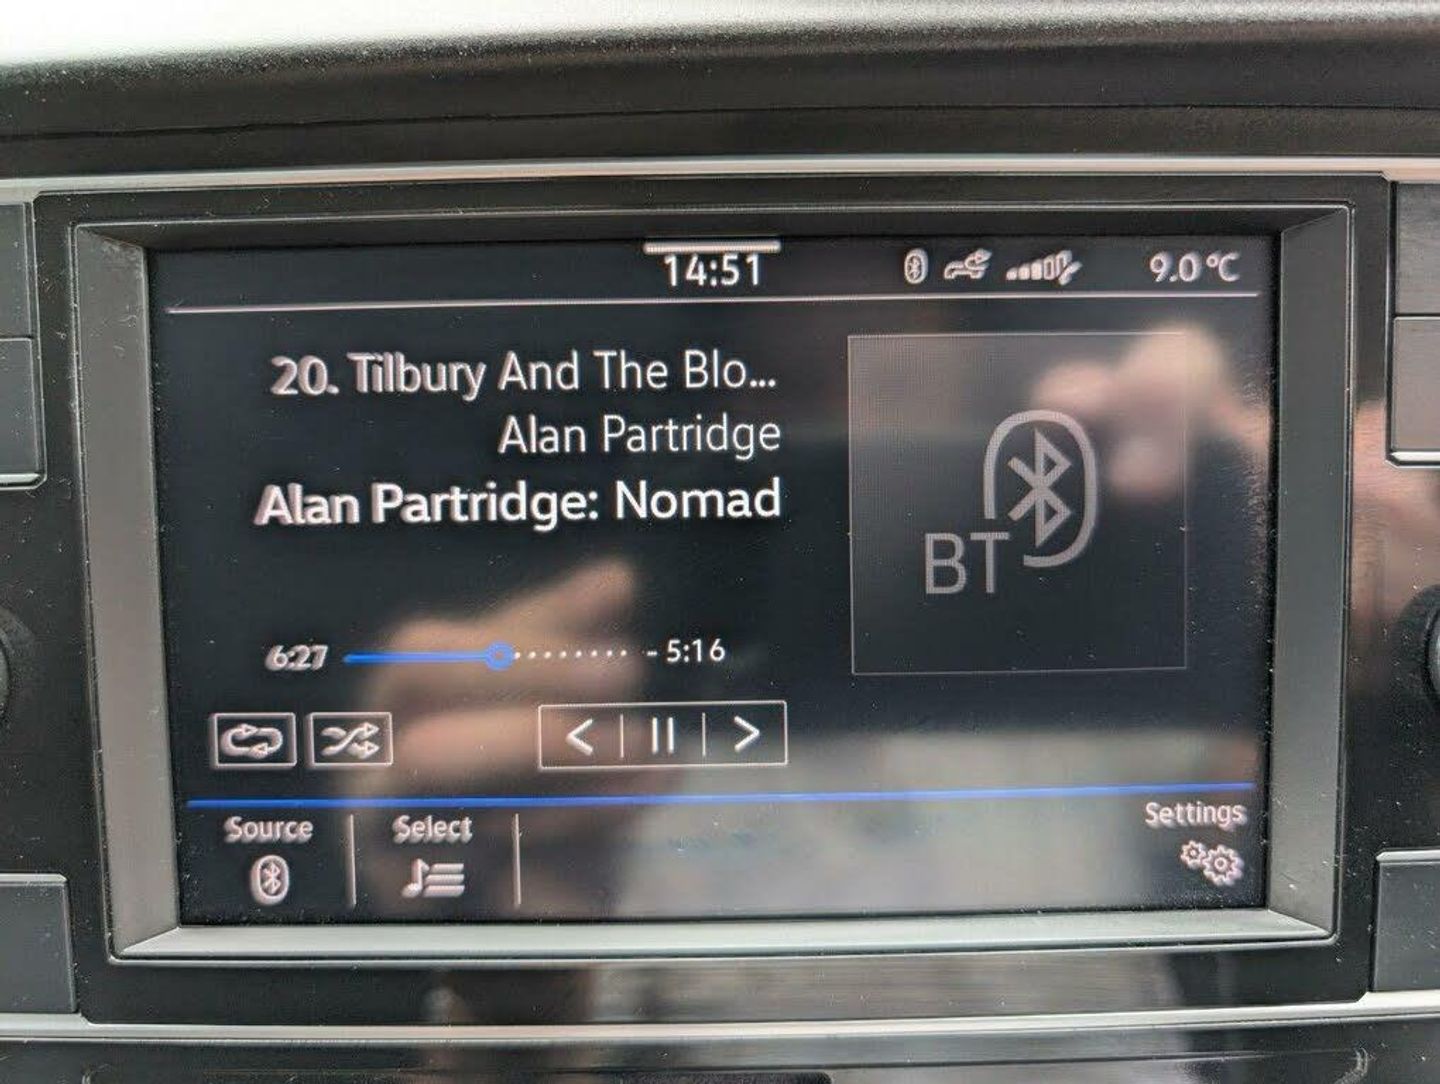 14:51
9.0°C
20. Tilbury And The Blo...
Alan Partridge
Alan Partridge: Nomad
BT
6:27
- 5:16
Source
Select
Settings